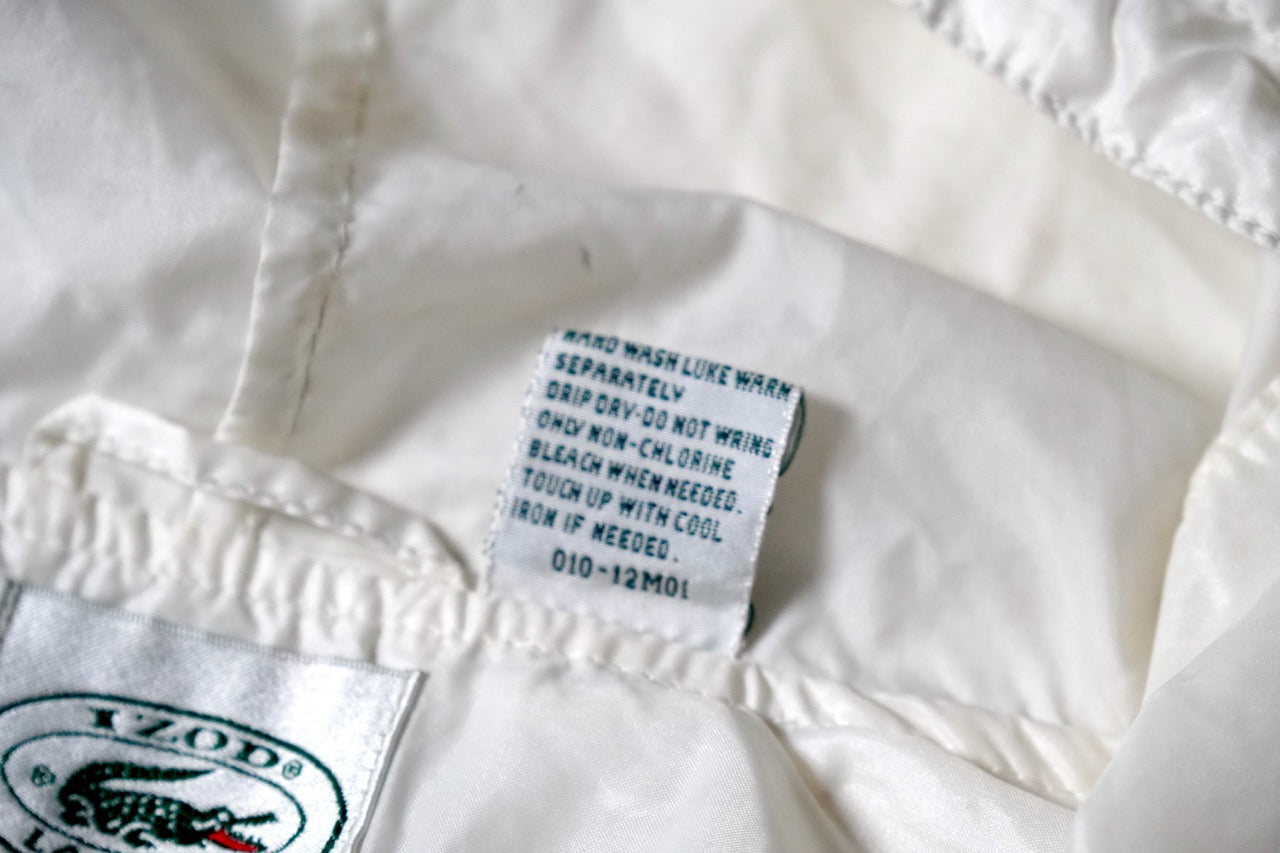 HAND WASH LUKE WARM
SEPARATELY
DRIP DRY-DO NOT WRING
ONLY NON-CHLORINE
BLEACH WHEN NEEDED.
TOUCH UP WITH COOL
IRON IF NEEDED.
010-12M01
IZOD®
®